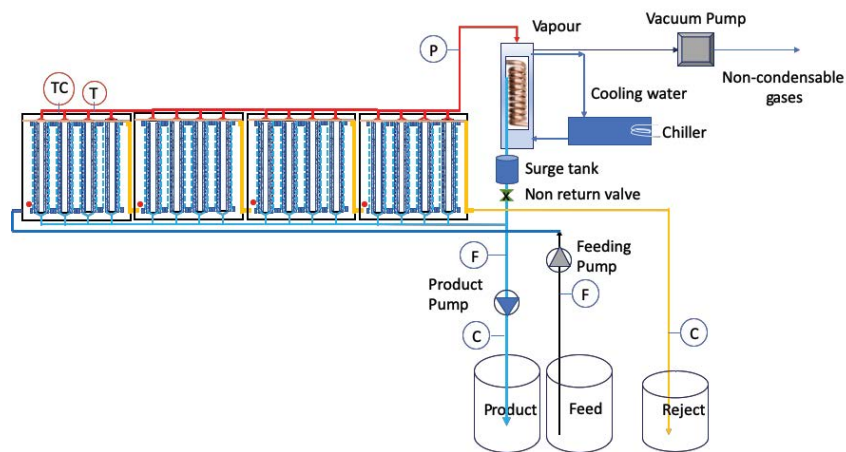 Vapour
Vacuum Pump
P
Non-condensable
gases
TC
T
Cooling water
Chiller
Surge tank
Non return valve
F
Feeding
Pump
Product
Pump
F
C
C
Product
Feed
Reject